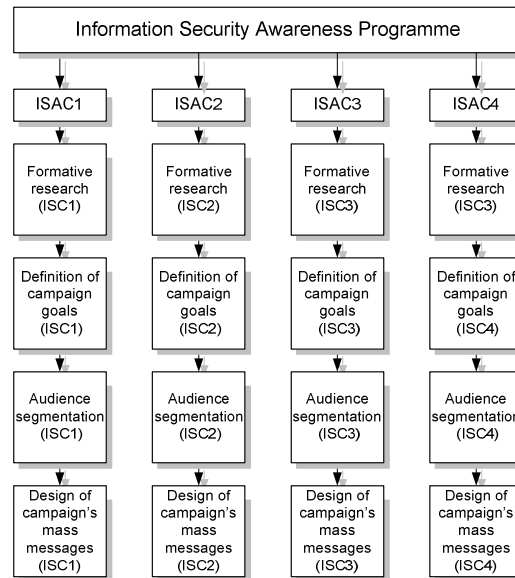 Information Security Awareness Programme
ISAC1
ISAC2
ISAC3
ISAC4
Formative
research
(ISC1)
Formative
research
(ISC2)
Formative
research
(ISC3)
Formative
research
(ISC3)
Definition of
campaign
goals
(ISC1)
Definition of
campaign
goals
(ISC2)
Definition of
campaign
goals
(ISC3)
Definition of
campaign
goals
(ISC4)
Audience
segmentation
(ISC1)
Audience
segmentation
(ISC2)
Audience
segmentation
(ISC3)
Audience
segmentation
(ISC4)
Design of
campaign's
mass
messages
(ISC1)
Design of
campaign's
mass
messages
(ISC2)
Design of
campaign's
mass
messages
(ISC3)
Design of
campaign's
mass
messages
(ISC4)